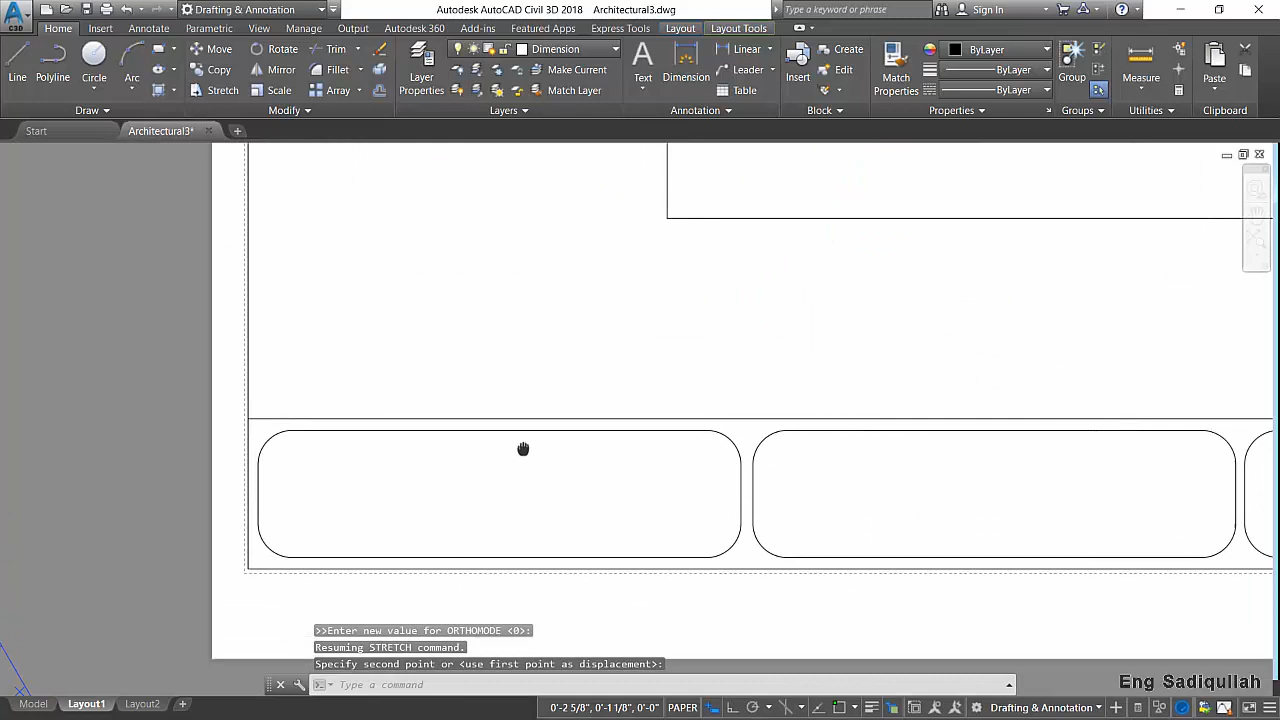 Drafting & Annotation
Autodesk AutoCAD Civil 3D 2018 Architectural3.dwg
Type a keyword or phrase
Sign In
C3D
Home Insert Annotate Parametric View Manage Output Add-ins Autodesk 360 Featured Apps Express Tools Layout Layout Tools
Line Polyline Circle Arc
Move Rotate Trim
Copy Mirror Fillet
Stretch Scale Array
Layer Properties
Dimension
Make Current
Match Layer
Text Dimension
Linear
Leader
Table
Insert
Create
Edit
Match Properties
ByLayer
ByLayer
ByLayer
Group
Measure
Paste
Draw Modify Layers Annotation Block Properties Groups Utilities Clipboard
Start Architectural3*
>>Enter new value for ORTHOMODE <0>:
Resuming STRETCH command.
Specify second point or <use first point as displacement>:
Type a command
Eng Sadiqullah
Model Layout1 Layout2
0'-2 5/8", 0'-1 1/8", 0'-0" PAPER
Drafting & Annotation